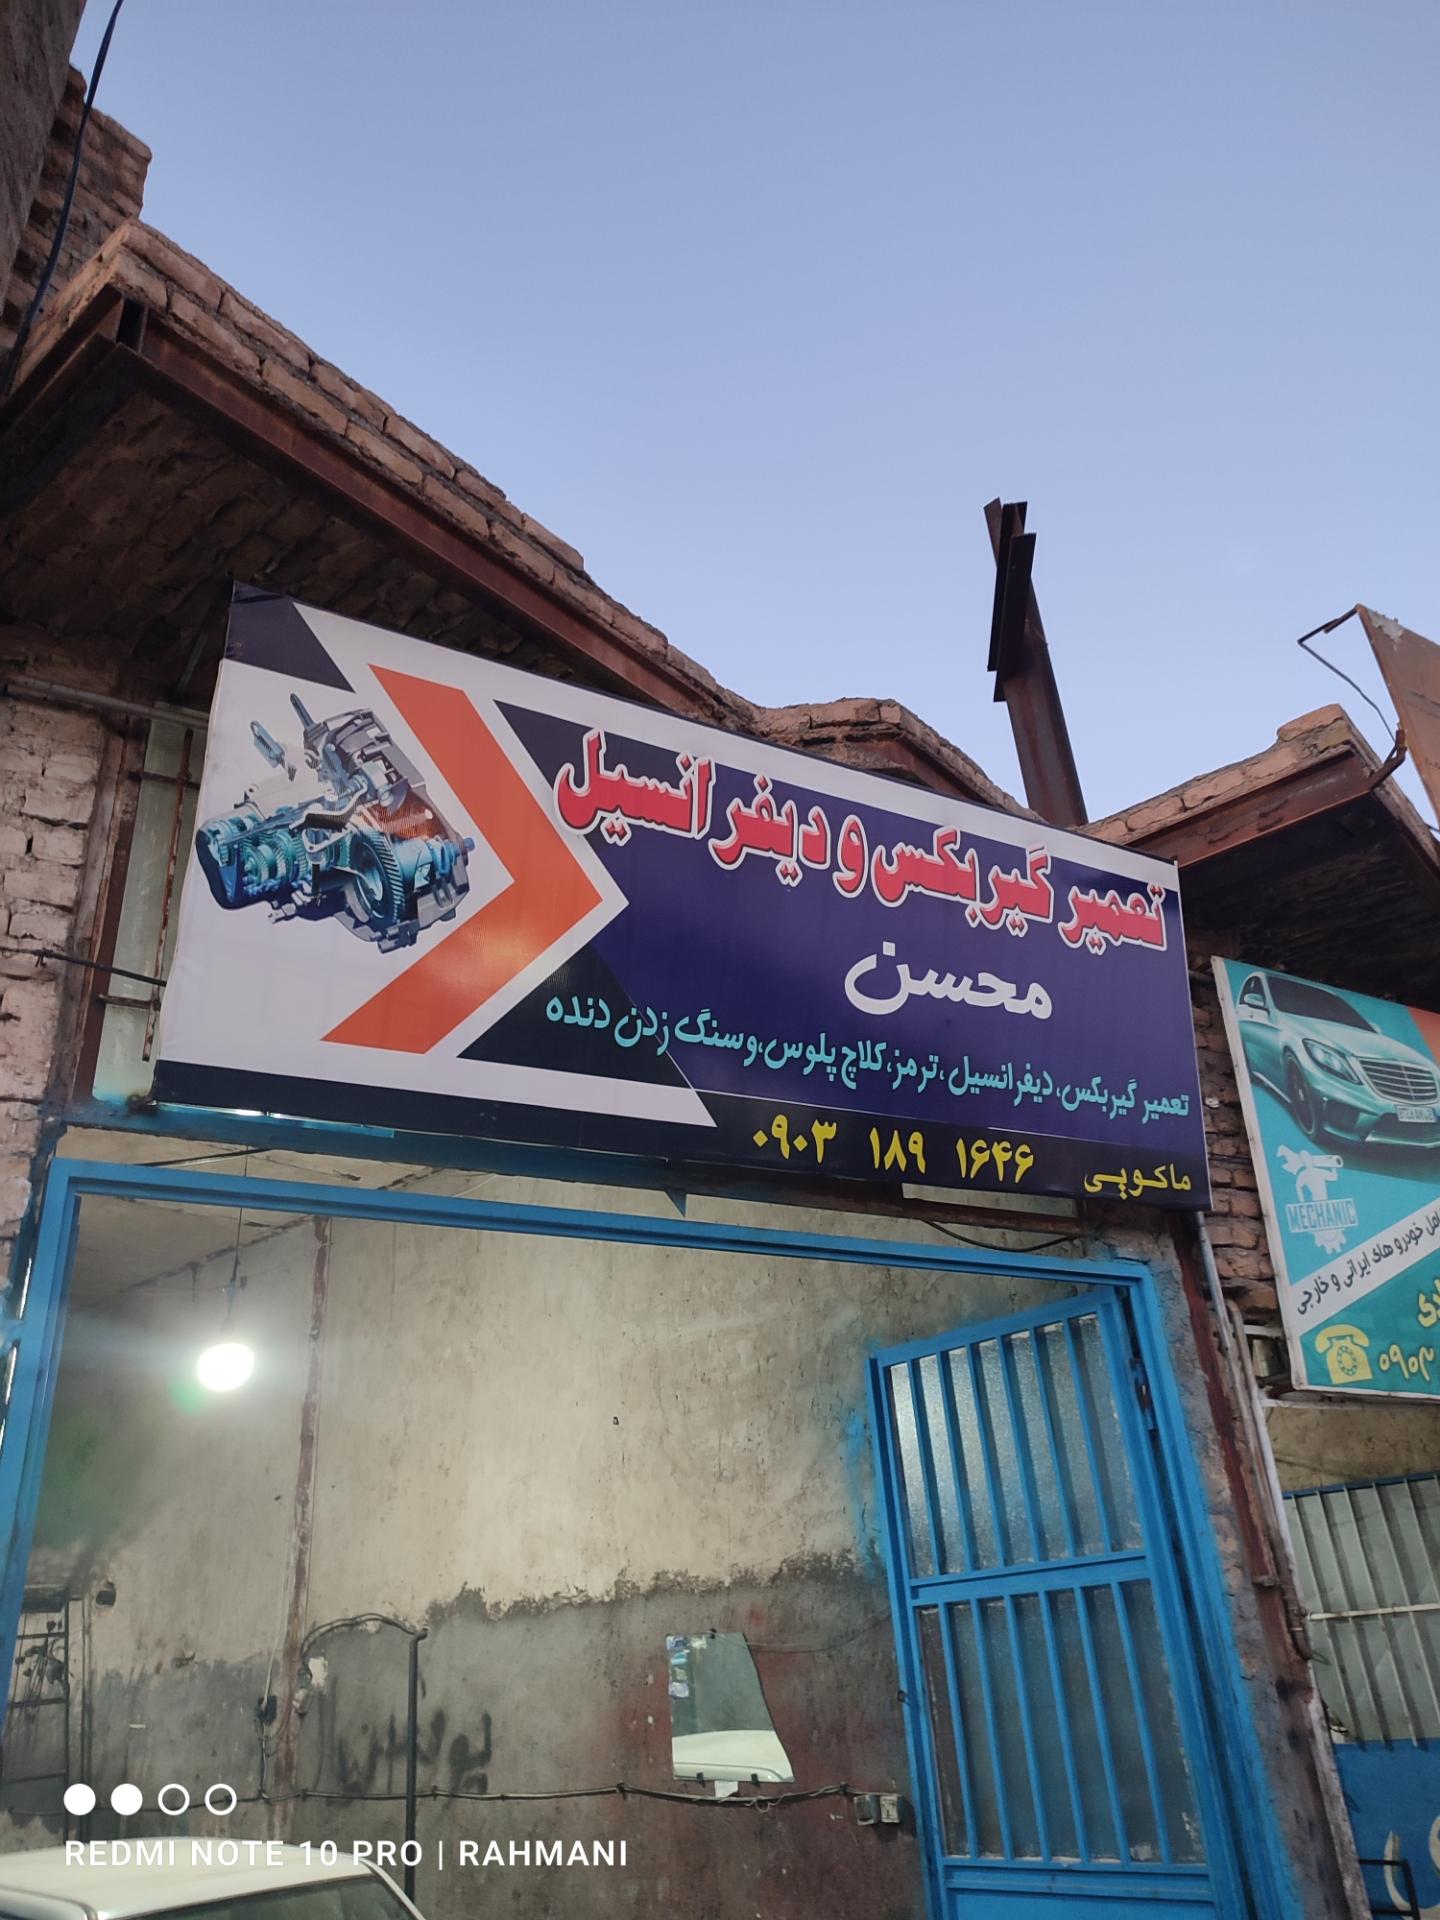 تعمیر گیربکس و دیفرانسیل
محسن
تعمیر گیربکس، دیفرانسیل، ترمز، کلاچ پلوس، و سنگ زدن دنده
ماکویی ۱۶۴۶ ۱۸۹ ۰۹۰۳
MECHANIC
خودرو های ایرانی و خارجی
REDMI NOTE 10 PRO | RAHMANI